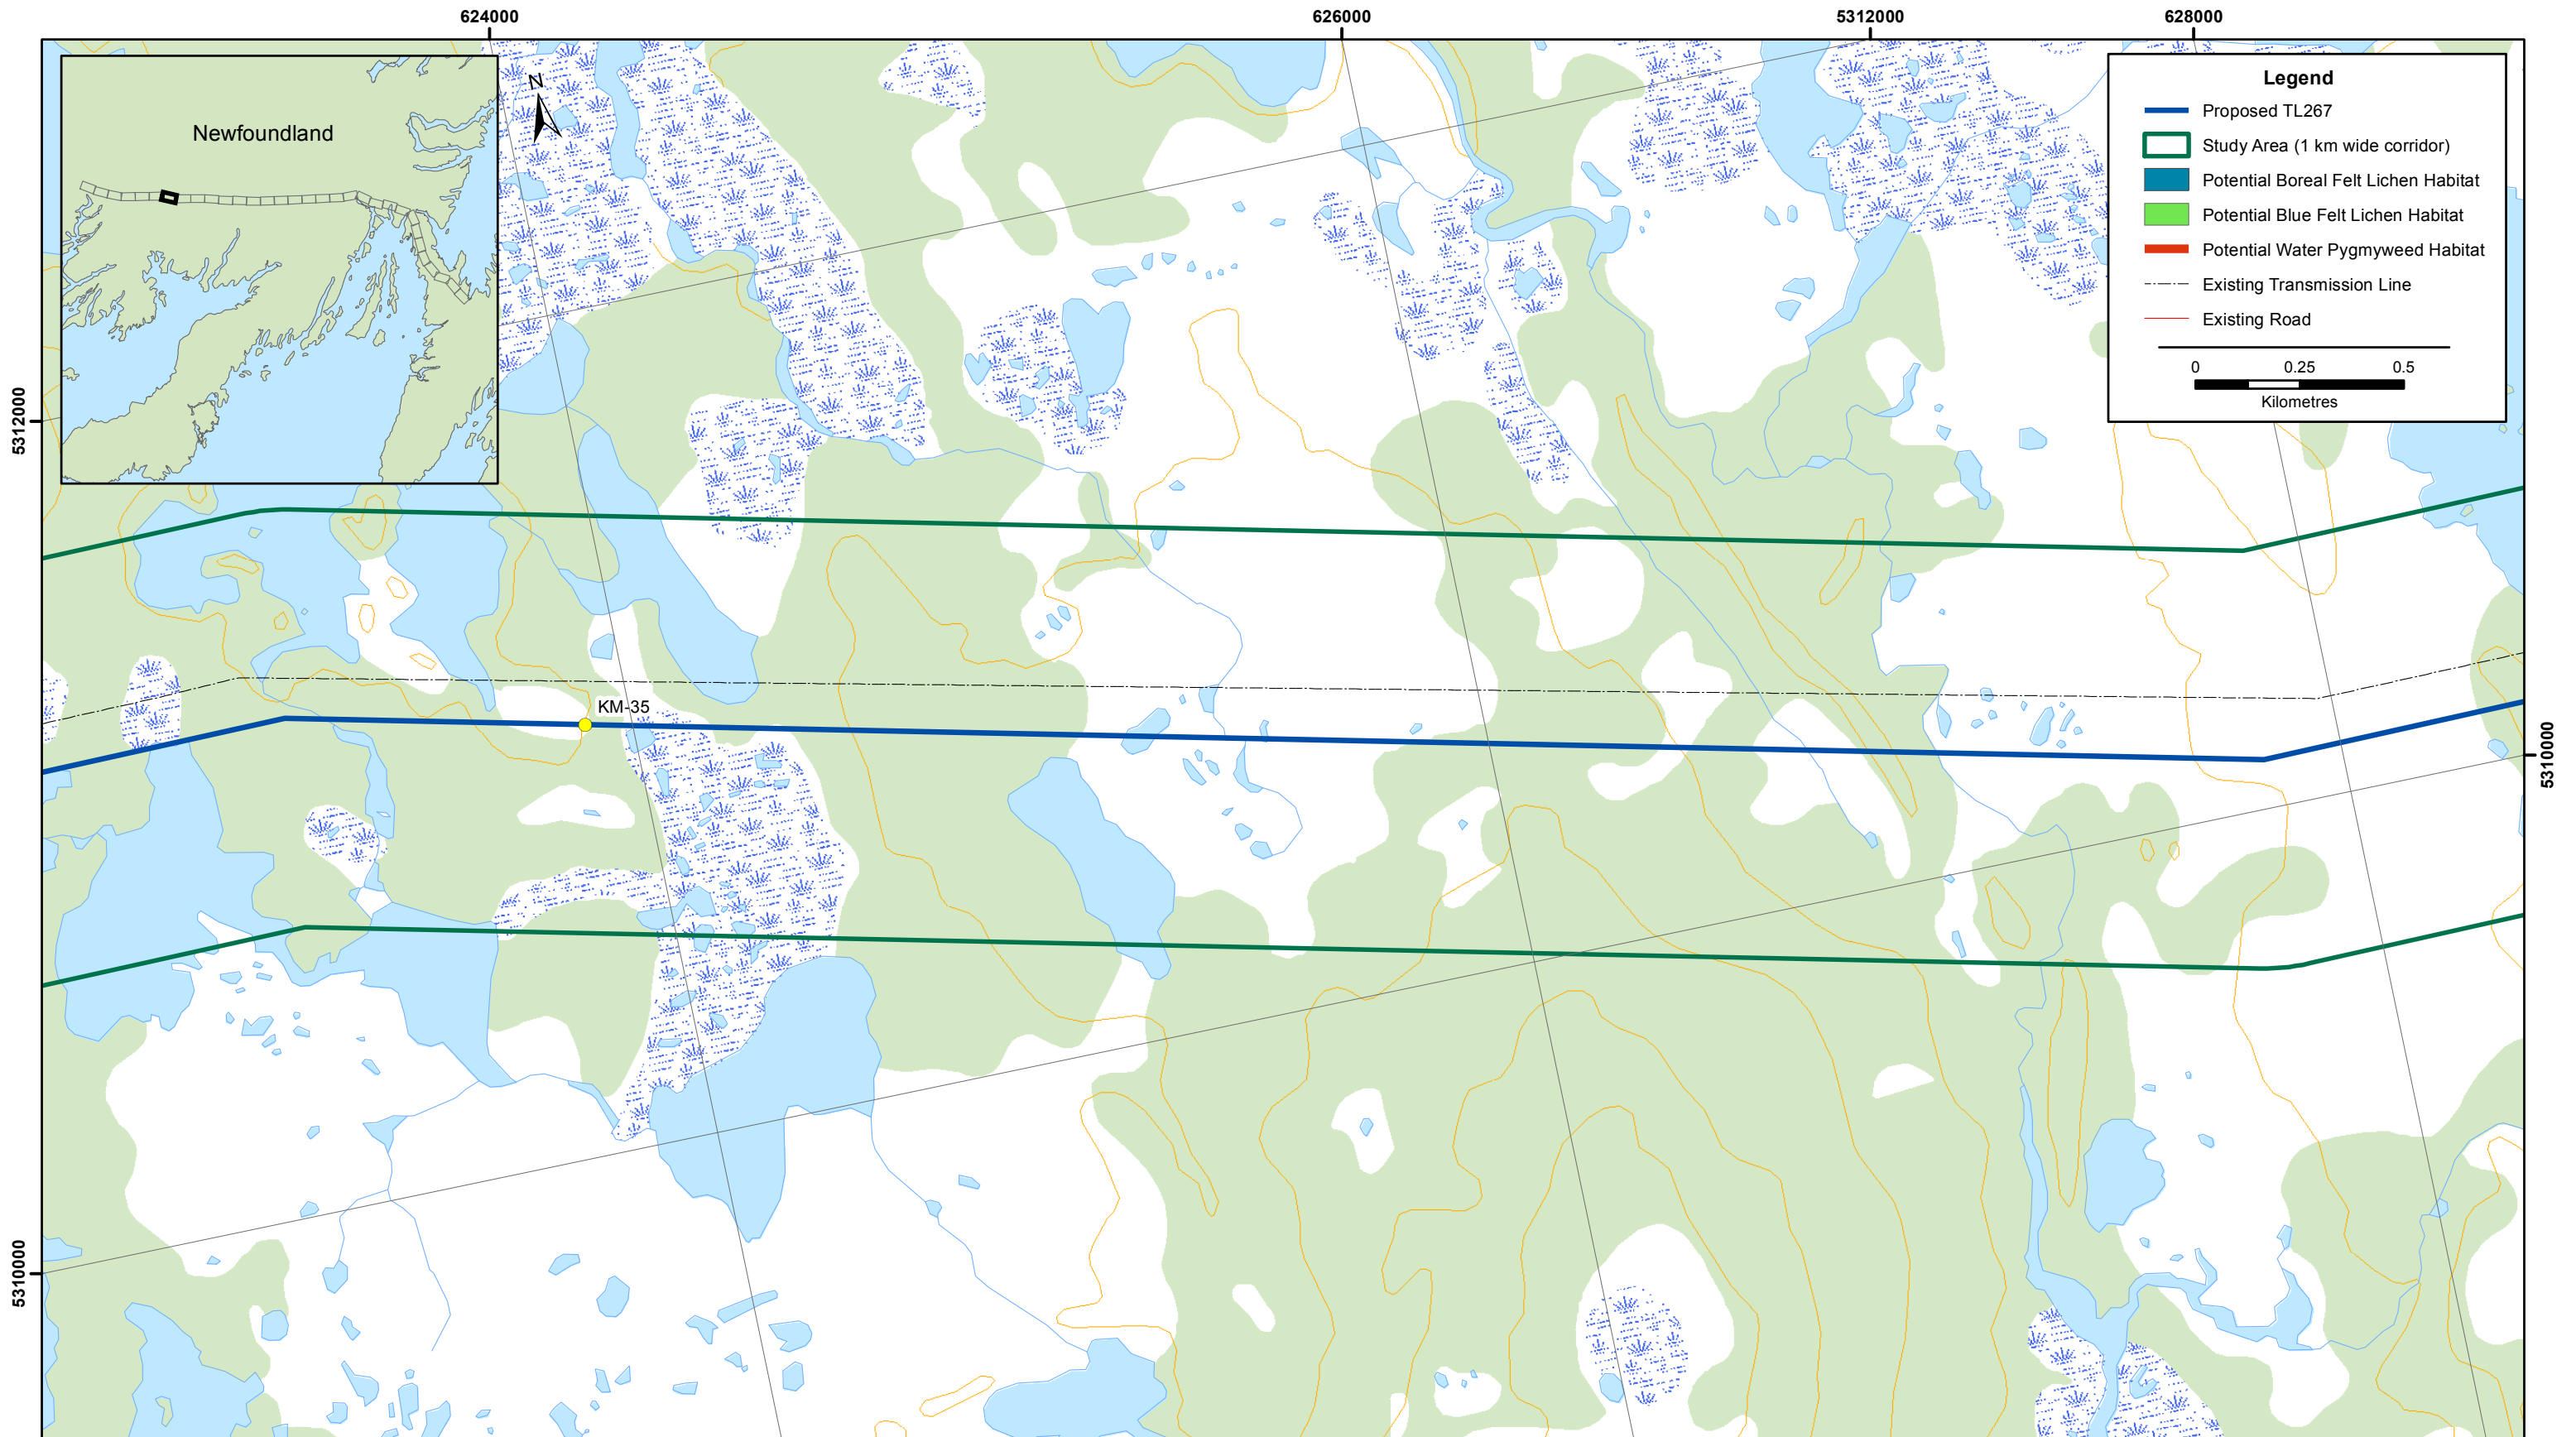 624000
626000
5312000
628000
Newfoundland
N
Legend
Proposed TL267
Study Area (1 km wide corridor)
Potential Boreal Felt Lichen Habitat
Potential Blue Felt Lichen Habitat
Potential Water Pygmyweed Habitat
Existing Transmission Line
Existing Road
0 0.25 0.5
Kilometres
5312000
KM-35
5310000
5310000